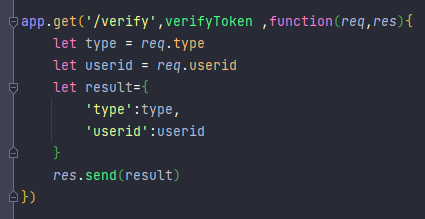 app.get('/verify',verifyToken ,function(req,res){
    let type = req.type
    let userid = req.userid
    let result={
        'type':type,
        'userid':userid
    }
    res.send(result)
})